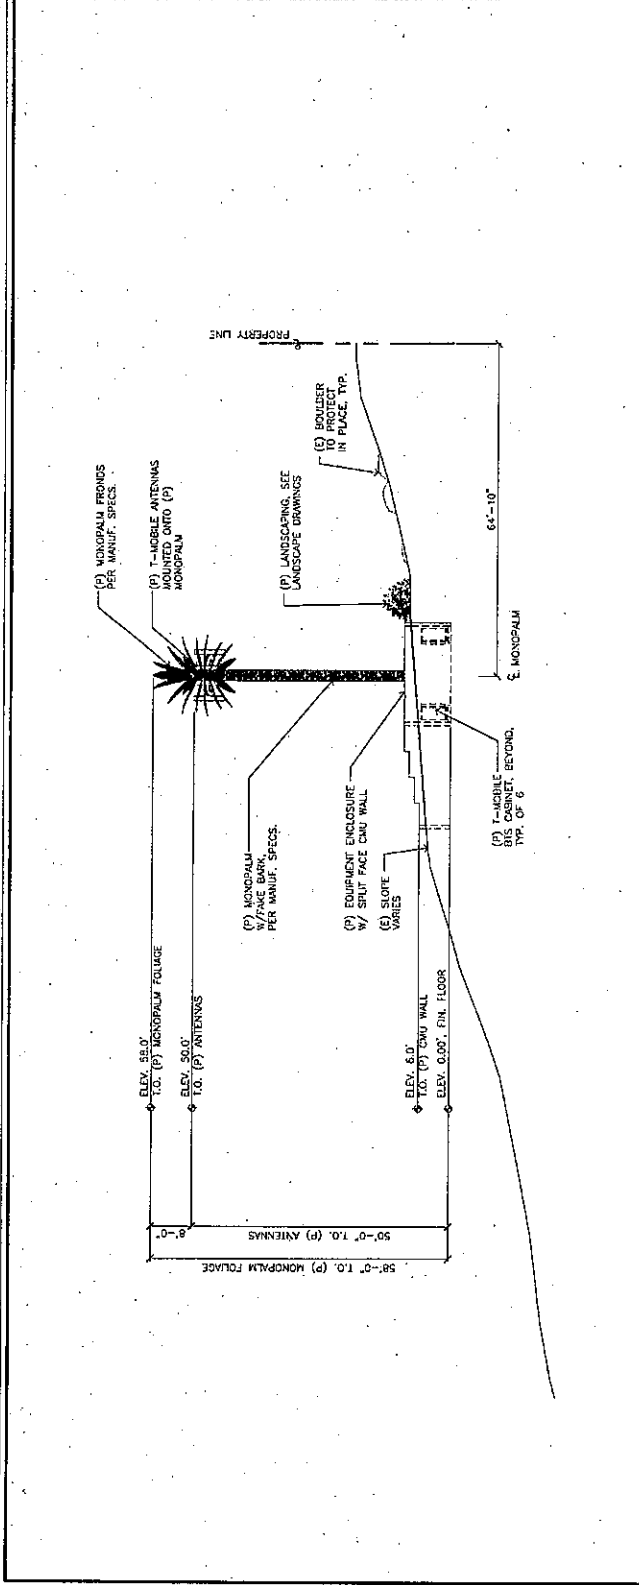 (P) MONOPALM FRONDS
PER MANUF. SPECS.
(P) T-MOBILE ANTENNAS
MOUNTED ONTO (P)
MONOPALM
PROPERTY LINE
(E) BOULDER
TO PROTECT
IN PLACE, TYP.
(P) LANDSCAPING, SEE
LANDSCAPE DRAWINGS
64'-10"
℄ MONOPALM
(P) MONOPALM
W/FAKE BARK,
PER MANUF. SPECS.
(P) EQUIPMENT ENCLOSURE
W/ SPLIT FACE CMU WALL
(E) SLOPE
VARIES
(P) T-MOBILE
BTS CABINET, BEYOND,
TYP. OF 6
ELEV. 58.0'
T.O. (P) MONOPALM FOLIAGE
ELEV. 50.0'
T.O. (P) ANTENNAS
ELEV. 6.0'
T.O. (P) CMU WALL
ELEV. 0.00', FIN. FLOOR
8'-0"
50'-0" T.O. (P) ANTENNAS
58'-0" T.O. (P) MONOPALM FOLIAGE